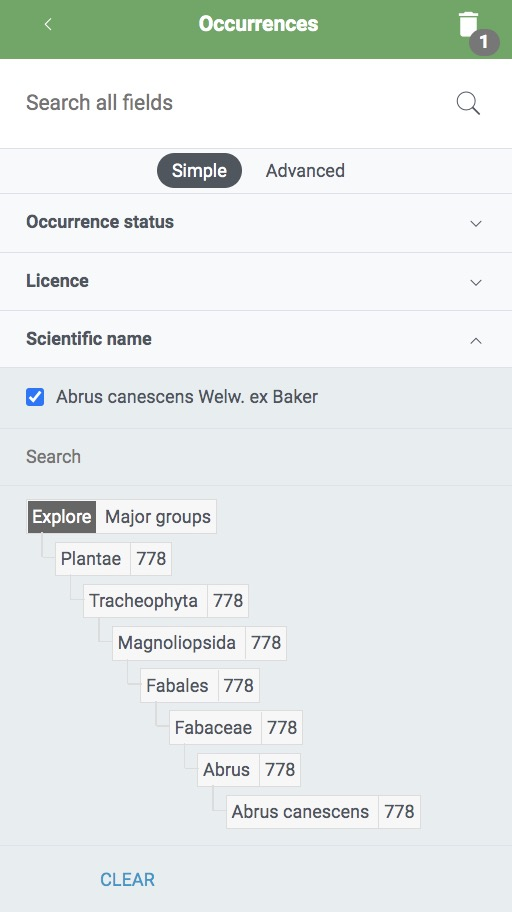 Occurrences
1
Search all fields
Simple Advanced
Occurrence status
Licence
Scientific name
Abrus canescens Welw. ex Baker
Search
Explore Major groups
Plantae 778
Tracheophyta 778
Magnoliopsida 778
Fabales 778
Fabaceae 778
Abrus 778
Abrus canescens 778
CLEAR